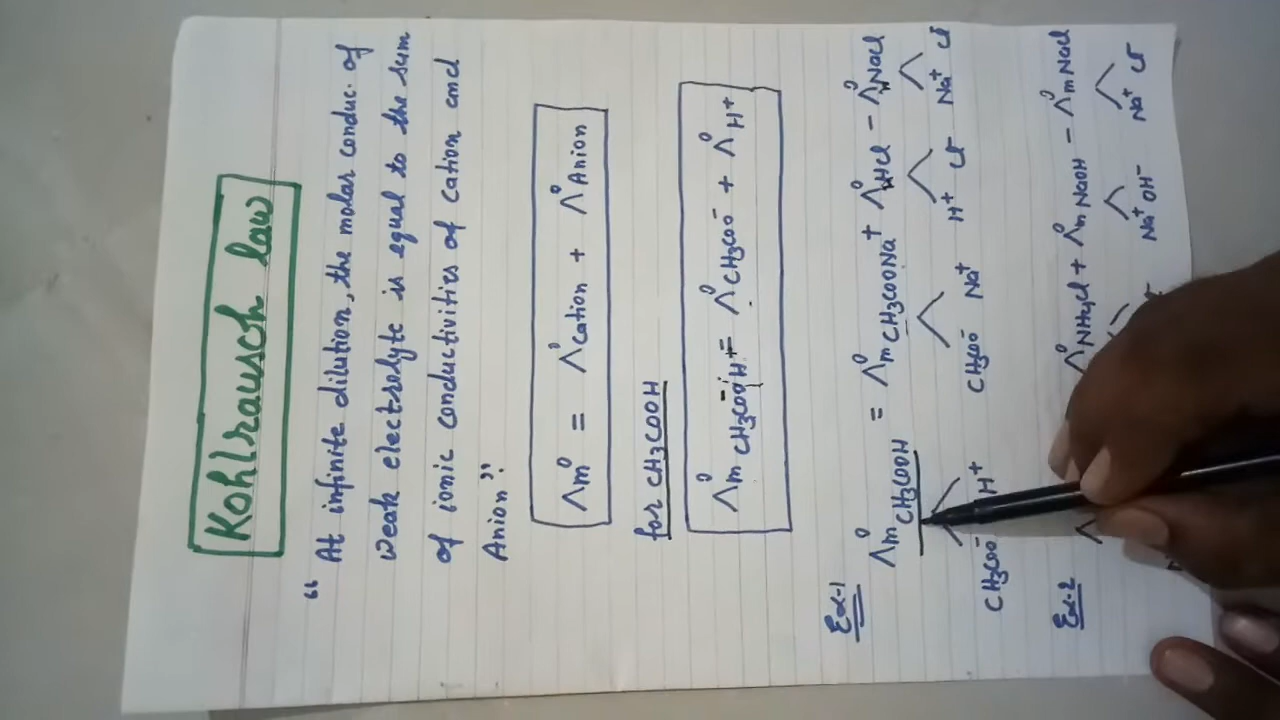 Kohlrausch law
“ At infinite dilution, the molar conduc. of
weak electrolyte is equal to the sum
of ionic conductivities of cation and
Anion”.
Λ°m = Λ°Cation + Λ°Anion
for CH3COOH
Λ°m CH3COO⁻H⁺ = Λ°CH3COO⁻ + Λ°H⁺
Ex-1
Λ°m CH3COOH = Λ°m CH3COONa + Λ°m HCl − Λ°m NaCl
CH3COO⁻ H⁺ CH3COO⁻ Na⁺ H⁺ Cl⁻ Na⁺ Cl⁻
Ex-2
Λ°NH4Cl + Λ°m NaOH − Λ°m NaCl
Na⁺ OH⁻ Na⁺ Cl⁻